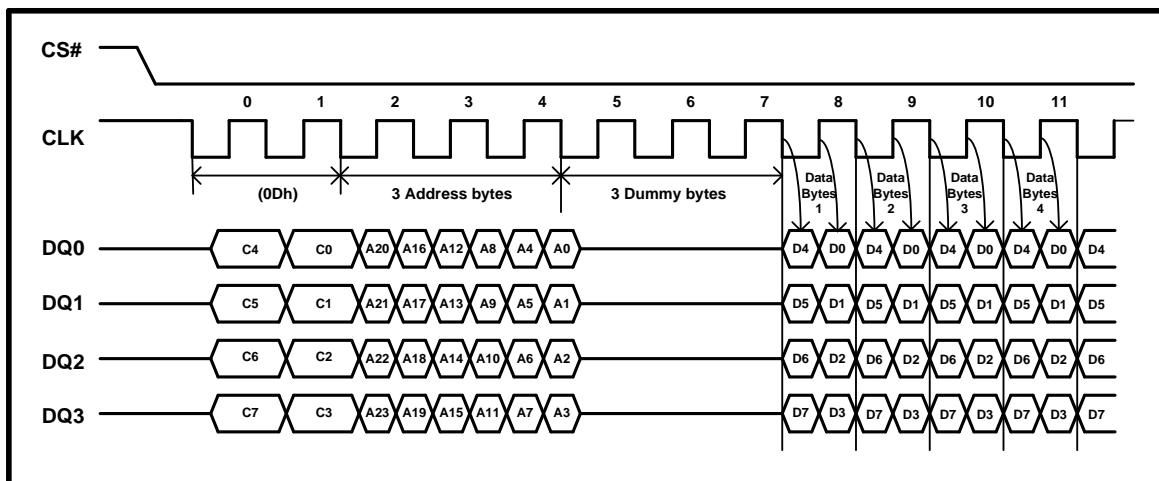 CS#
0 1 2 3 4 5 6 7 8 9 10 11
CLK
(0Dh) 3 Address bytes 3 Dummy bytes
Data Bytes 1
Data Bytes 2
Data Bytes 3
Data Bytes 4
DQ0 C4 C0 A20 A16 A12 A8 A4 A0 D4 D0 D4 D0 D4 D0 D4 D0 D4
DQ1 C5 C1 A21 A17 A13 A9 A5 A1 D5 D1 D5 D1 D5 D1 D5 D1 D5
DQ2 C6 C2 A22 A18 A14 A10 A6 A2 D6 D2 D6 D2 D6 D2 D6 D2 D6
DQ3 C7 C3 A23 A19 A15 A11 A7 A3 D7 D3 D7 D3 D7 D3 D7 D3 D7